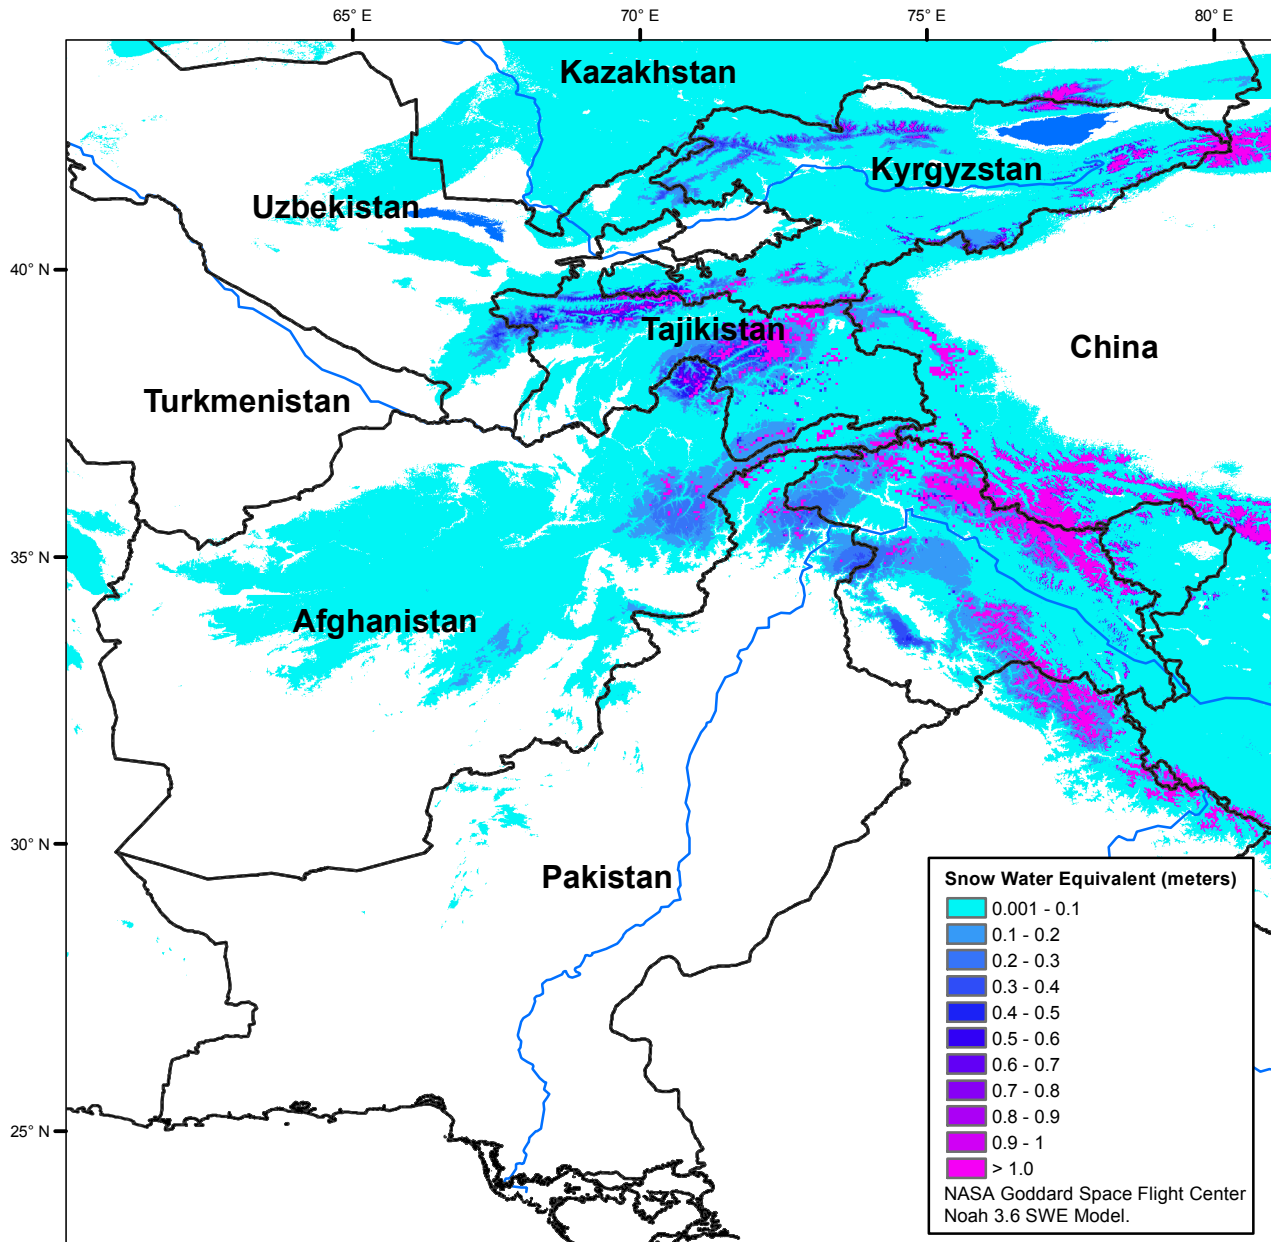 65° E
70° E
75° E
80° E
Kazakhstan
Kyrgyzstan
Uzbekistan
40° N
Tajikistan
China
Turkmenistan
35° N
Afghanistan
30° N
Pakistan
25° N
Snow Water Equivalent (meters)
0.001 - 0.1
0.1 - 0.2
0.2 - 0.3
0.3 - 0.4
0.4 - 0.5
0.5 - 0.6
0.6 - 0.7
0.7 - 0.8
0.8 - 0.9
0.9 - 1
> 1.0
NASA Goddard Space Flight Center
Noah 3.6 SWE Model.